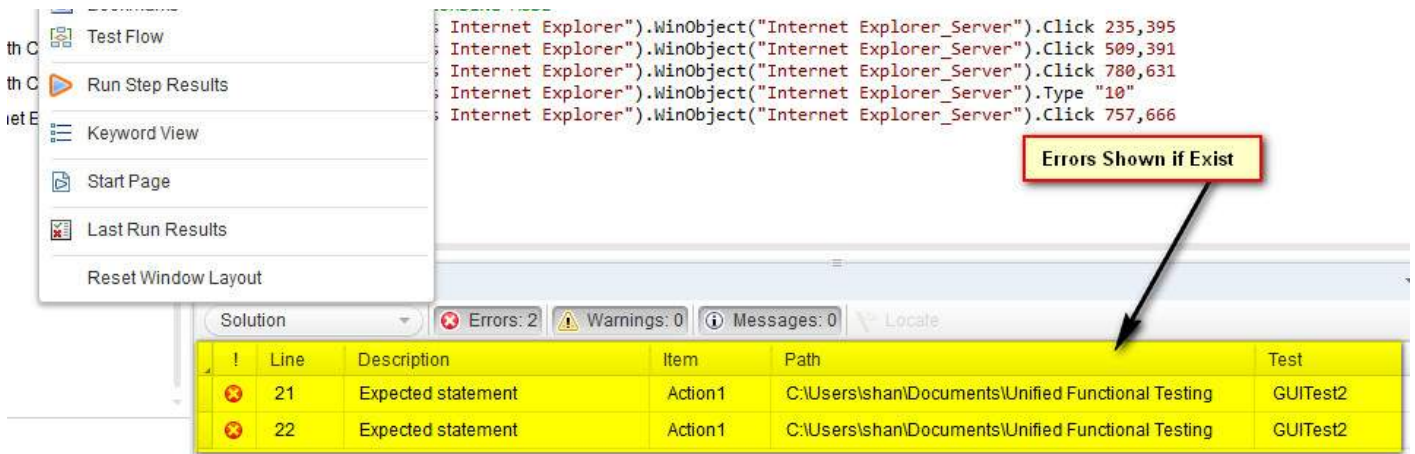 Bookmarks
s Internet Explorer").WinObject("Internet Explorer_Server").Click 235,395
th C
Test Flow
s Internet Explorer").WinObject("Internet Explorer_Server").Click 509,391
s Internet Explorer").WinObject("Internet Explorer_Server").Click 780,631
th C
Run Step Results
s Internet Explorer").WinObject("Internet Explorer_Server").Type "10"
net E
s Internet Explorer").WinObject("Internet Explorer_Server").Click 757,666
Keyword View
Errors Shown if Exist
Start Page
Last Run Results
Reset Window Layout
Solution Errors: 2 Warnings: 0 Messages: 0 Locate
! Line Description Item Path Test
21 Expected statement Action1 C:\Users\shan\Documents\Unified Functional Testing GUITest2
22 Expected statement Action1 C:\Users\shan\Documents\Unified Functional Testing GUITest2